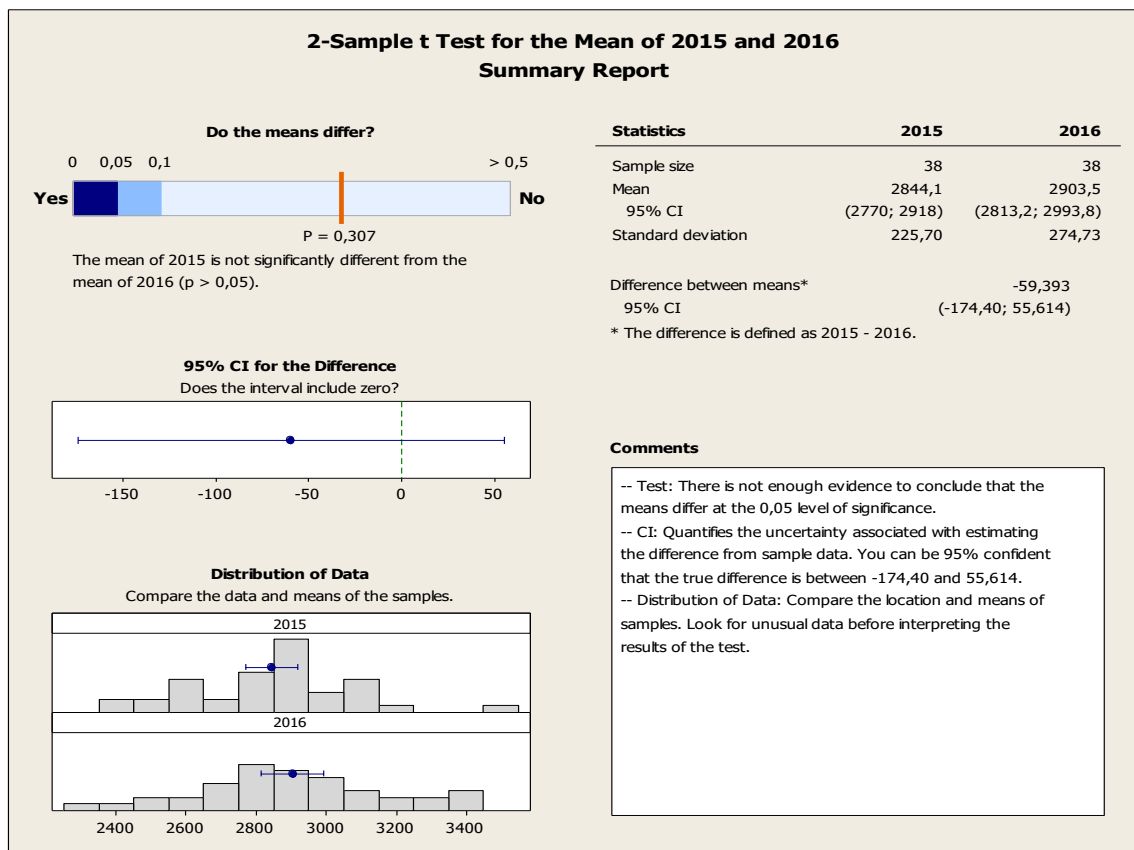 2-Sample t Test for the Mean of 2015 and 2016
Summary Report
Do the means differ?
0 0,05 0,1 > 0,5
Yes No
P = 0,307
The mean of 2015 is not significantly different from the
mean of 2016 (p > 0,05).
Statistics 2015 2016
Sample size 38 38
Mean 2844,1 2903,5
95% CI (2770; 2918) (2813,2; 2993,8)
Standard deviation 225,70 274,73
Difference between means* -59,393
95% CI (-174,40; 55,614)
* The difference is defined as 2015 - 2016.
95% CI for the Difference
Does the interval include zero?
-150 -100 -50 0 50
Distribution of Data
Compare the data and means of the samples.
2015
2016
2400 2600 2800 3000 3200 3400
Comments
-- Test: There is not enough evidence to conclude that the
means differ at the 0,05 level of significance.
-- CI: Quantifies the uncertainty associated with estimating
the difference from sample data. You can be 95% confident
that the true difference is between -174,40 and 55,614.
-- Distribution of Data: Compare the location and means of
samples. Look for unusual data before interpreting the
results of the test.